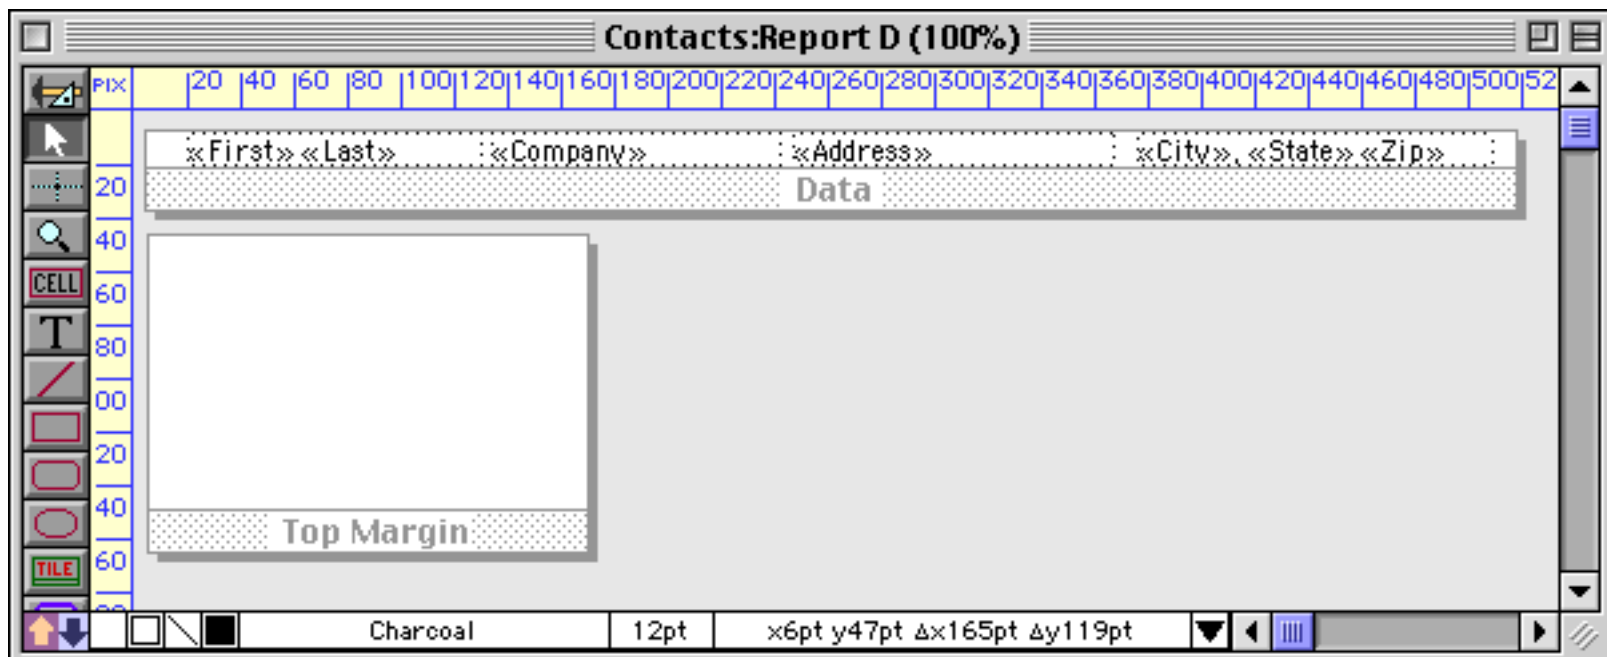 Contacts:Report D (100%)
PIX 20 40 60 80 100 120 140 160 180 200 220 240 260 280 300 320 340 360 380 400 420 440 460 480 500 52
«First» «Last» «Company» «Address» «City», «State» «Zip»
20 Data
40
CELL 60
T 80
00
20
40
Top Margin
TILE 60
Charcoal 12pt x6pt y47pt Δx165pt Δy119pt